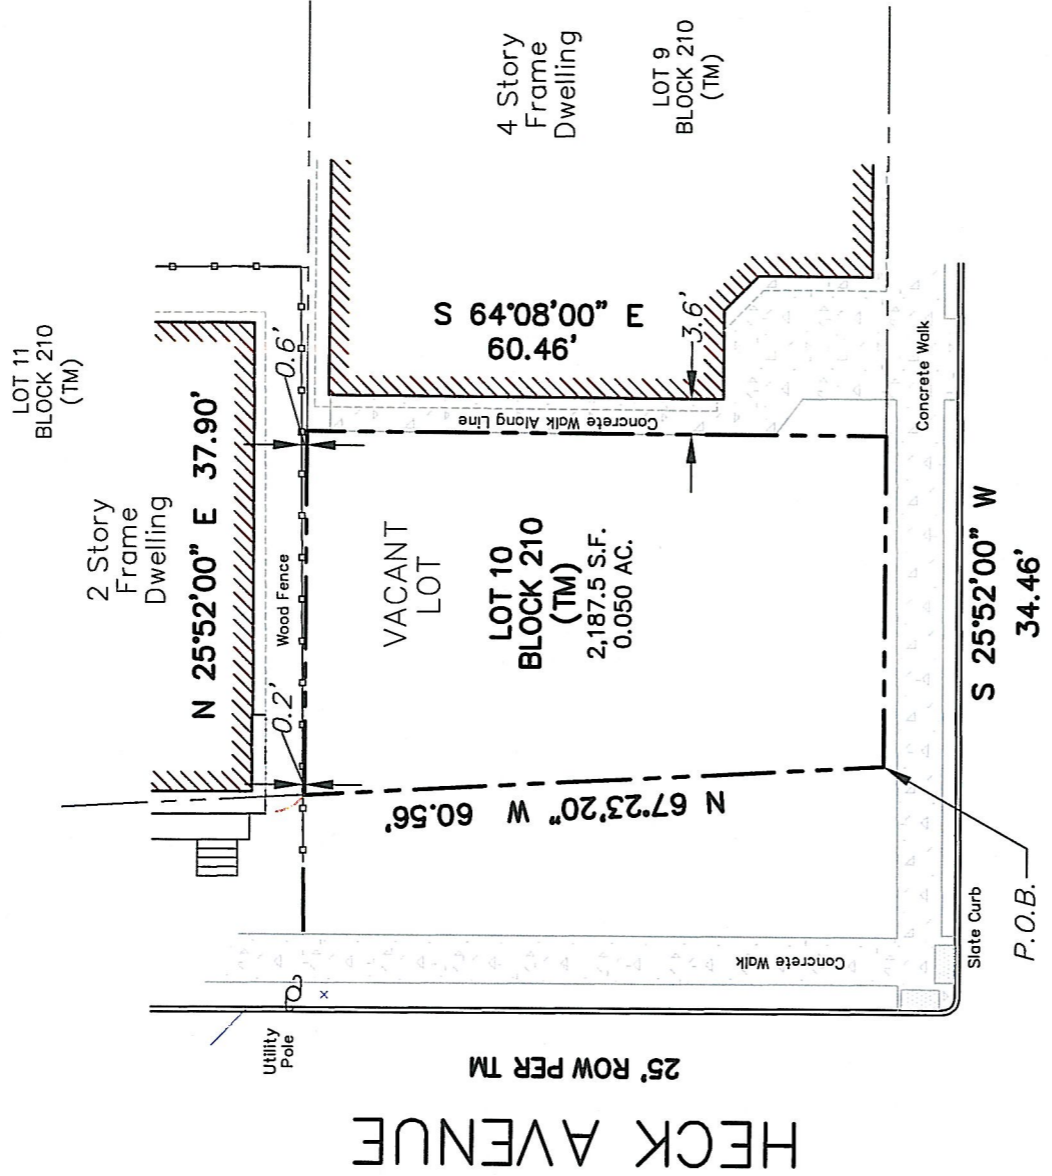 LOT 11
BLOCK 210
(TM)
2 Story
Frame
Dwelling
N 25°52'00" E 37.90'
Wood Fence
0.2'
0.6'
4 Story
Frame
Dwelling
LOT 9
BLOCK 210
(TM)
S 64°08'00" E
60.46'
3.6'
Concrete Walk Along Line
VACANT
LOT
LOT 10
BLOCK 210
(TM)
2,187.5 S.F.
0.050 AC.
N 67°23'20" W 60.56'
Concrete Walk
S 25°52'00" W
34.46'
Concrete Walk
Slate Curb
P.O.B.
Utility
Pole
25' ROW PER TM
HECK AVENUE